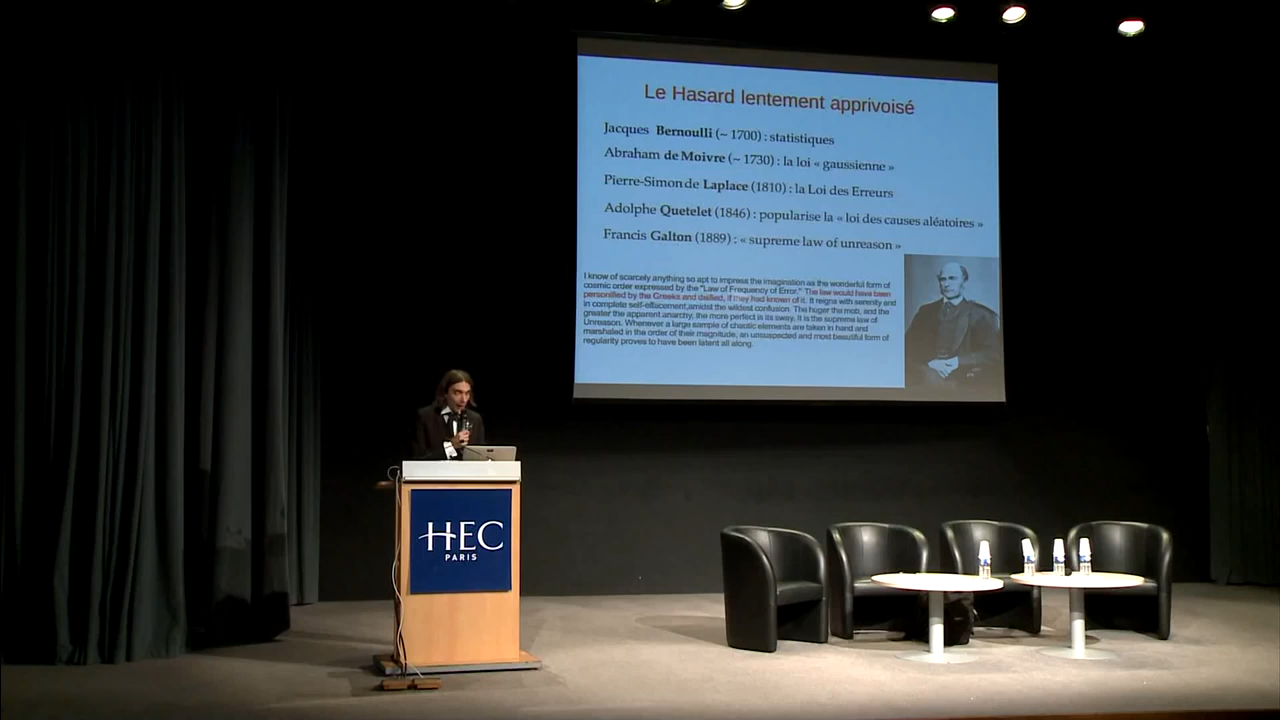 Le Hasard lentement apprivoisé
Jacques Bernoulli (~ 1700) : statistiques
Abraham de Moivre (~ 1730) : la loi « gaussienne »
Pierre-Simon de Laplace (1810) : la Loi des Erreurs
Adolphe Quetelet (1846) : popularise la « loi des causes aléatoires »
Francis Galton (1889) : « supreme law of unreason »
I know of scarcely anything so apt to impress the imagination as the wonderful form of
cosmic order expressed by the "Law of Frequency of Error." The law would have been
personified by the Greeks and deified, if they had known of it. It reigns with serenity and
in complete self-effacement,amidst the wildest confusion. The huger the mob, and the
greater the apparent anarchy, the more perfect is its sway. It is the supreme law of
Unreason. Whenever a large sample of chaotic elements are taken in hand and
marshaled in the order of their magnitude, an unsuspected and most beautiful form of
regularity proves to have been latent all along.
HEC
PARIS